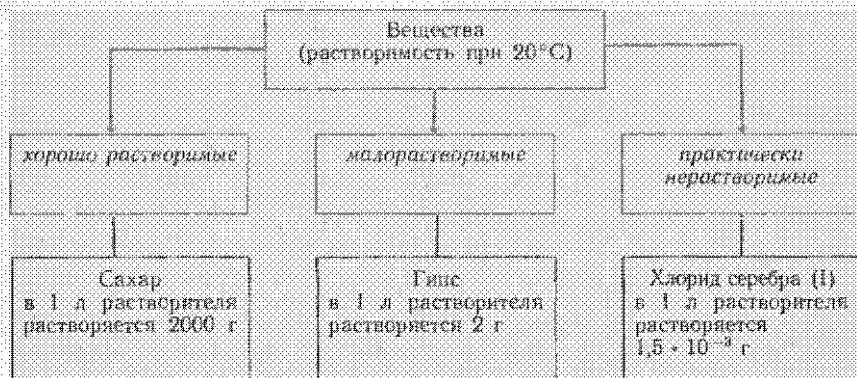 Вещества
(растворимость при 20°С)
хорошо растворимые
малорастворимые
практически
нерастворимые
Сахар
в 1 л растворителя
растворяется 2000 г
Гипс
в 1 л растворителя
растворяется 2 г
Хлорид серебра (I)
в 1 л растворителя
растворяется
1,5 • 10⁻³ г